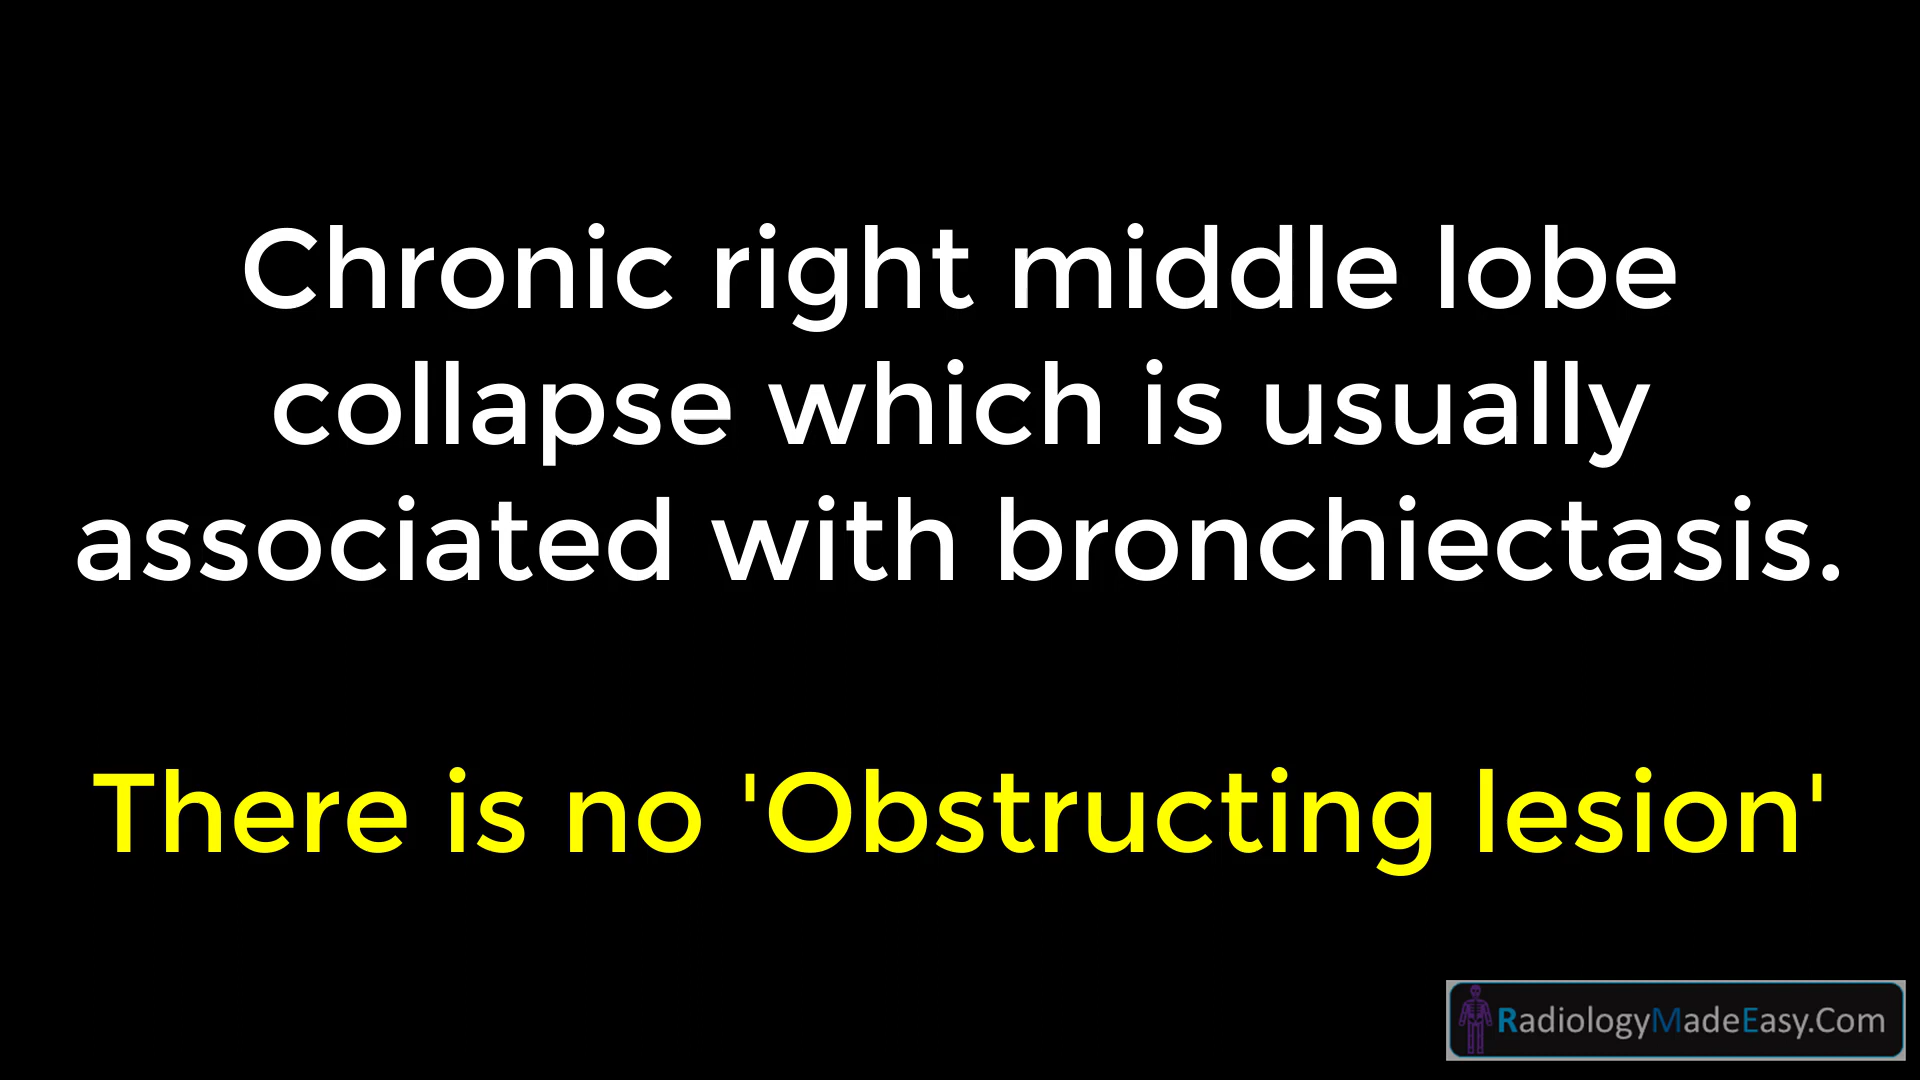 Chronic right middle lobe
collapse which is usually
associated with bronchiectasis.
There is no 'Obstructing lesion'
RadiologyMadeEasy.Com